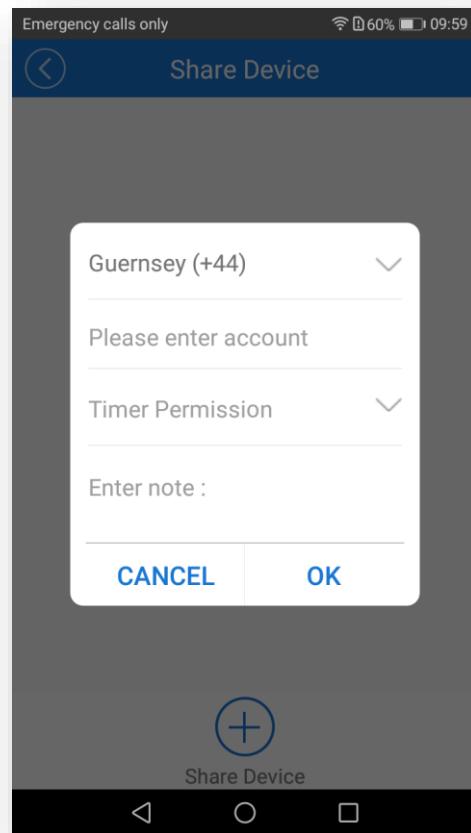 Emergency calls only 60% 09:59
Share Device
Guernsey (+44)
Please enter account
Timer Permission
Enter note :
CANCEL OK
Share Device